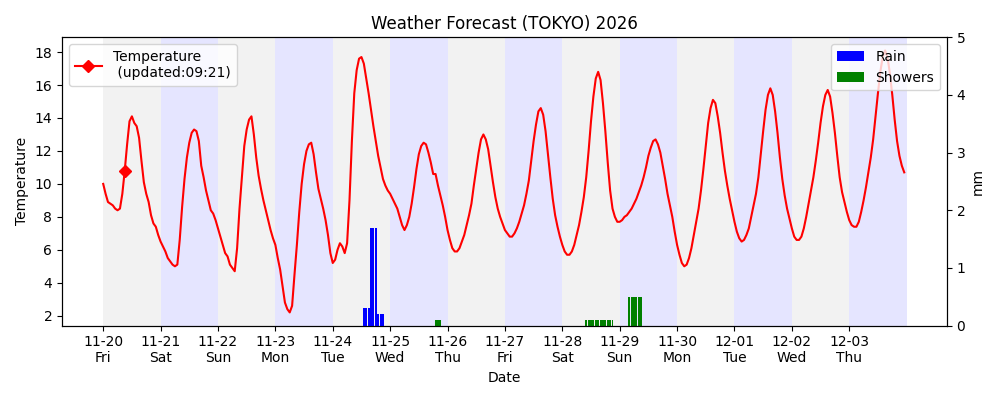 Weather Forecast (TOKYO) 2026
Temperature
(updated:09:21)
Rain
Showers
Temperature
18
16
14
12
10
8
6
4
2
5
4
3
2
1
0
mm
11-20 11-21 11-22 11-23 11-24 11-25 11-26 11-27 11-28 11-29 11-30 12-01 12-02 12-03
Fri Sat Sun Mon Tue Wed Thu Fri Sat Sun Mon Tue Wed Thu
Date